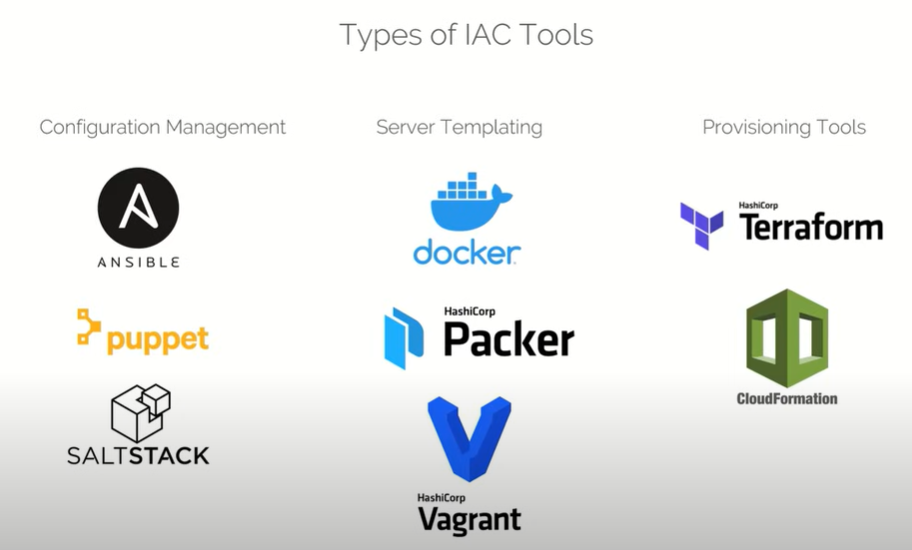 Types of IAC Tools
Configuration Management
ANSIBLE
puppet
SALTSTACK
Server Templating
docker
HashiCorp
Packer
HashiCorp
Vagrant
Provisioning Tools
HashiCorp
Terraform
CloudFormation